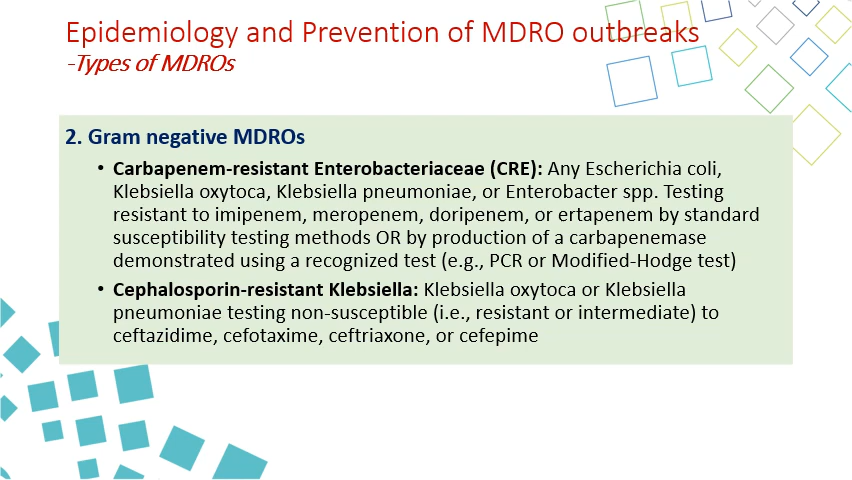 Epidemiology and Prevention of MDRO outbreaks
-Types of MDROs
2. Gram negative MDROs
• Carbapenem-resistant Enterobacteriaceae (CRE): Any Escherichia coli,
Klebsiella oxytoca, Klebsiella pneumoniae, or Enterobacter spp. Testing
resistant to imipenem, meropenem, doripenem, or ertapenem by standard
susceptibility testing methods OR by production of a carbapenemase
demonstrated using a recognized test (e.g., PCR or Modified-Hodge test)
• Cephalosporin-resistant Klebsiella: Klebsiella oxytoca or Klebsiella
pneumoniae testing non-susceptible (i.e., resistant or intermediate) to
ceftazidime, cefotaxime, ceftriaxone, or cefepime